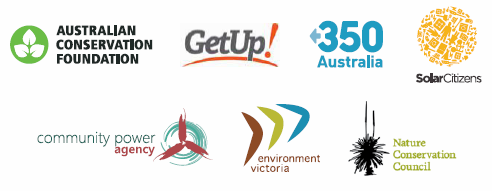 AUSTRALIAN
CONSERVATION
FOUNDATION
GetUp!
350
Australia
SolarCitizens
community power
agency
environment
victoria
Nature
Conservation
Council